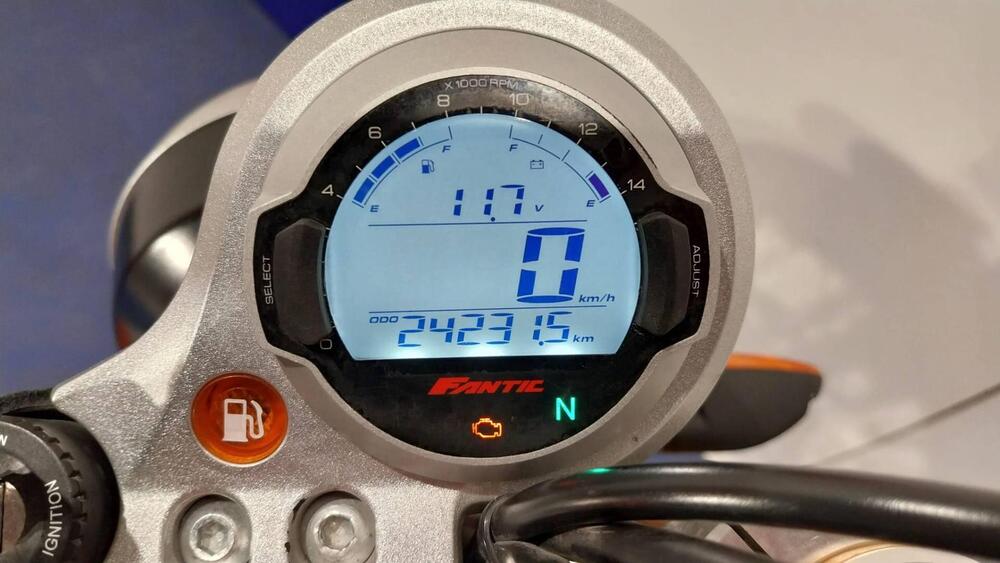 X 1000 RPM
8 10
6 12
4 14
F F
E E
11.7 V
0 km/h
ODO 24231.5 km
0
SELECT
ADJUST
FANTIC
N
IGNITION